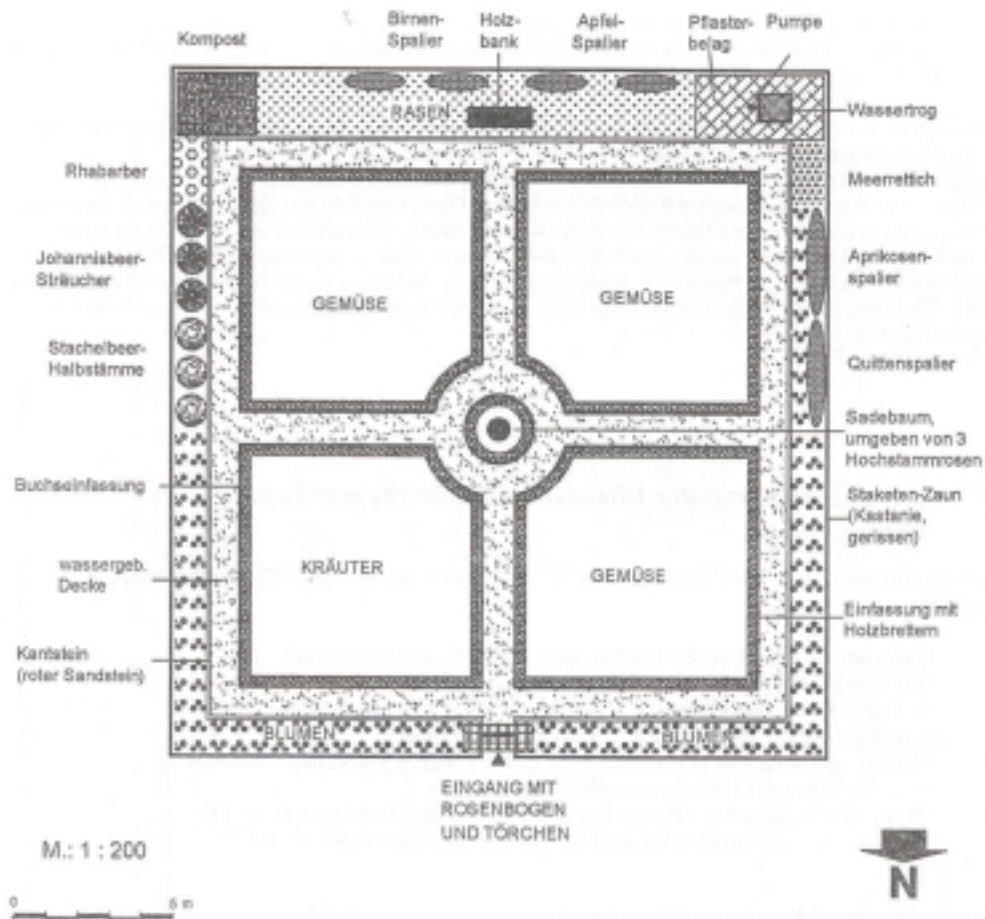 Kompost
Birnen-
Spalier
Holz-
bank
Apfel-
Spalier
Pflaster-
belag
Pumpe
RASEN
Wassertrog
Rhabarber
Meerrettich
Johannisbeer-
Sträucher
Aprikosen-
spalier
GEMÜSE
GEMÜSE
Stachelbeer-
Halbstämme
Quittenspalier
Sadebaum,
umgeben von 3
Hochstammrosen
Buchseinfassung
Staketen-Zaun
(Kastanie,
gerissen)
wassergeb.
Decke
KRÄUTER
GEMÜSE
Einfassung mit
Holzbrettern
Kantstein
(roter Sandstein)
BLUMEN
BLUMEN
EINGANG MIT
ROSENBOGEN
UND TÖRCHEN
M.: 1 : 200
N
0